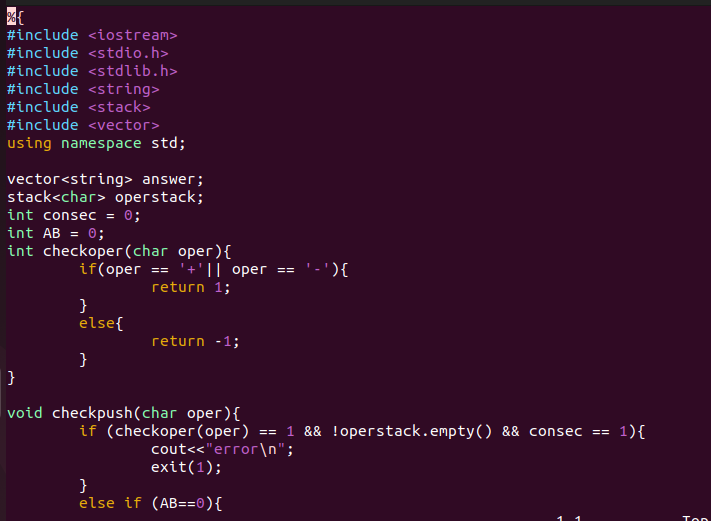 %{
#include <iostream>
#include <stdio.h>
#include <stdlib.h>
#include <string>
#include <stack>
#include <vector>
using namespace std;

vector<string> answer;
stack<char> operstack;
int consec = 0;
int AB = 0;
int checkoper(char oper){
        if(oper == '+'|| oper == '-'){
                return 1;
        }
        else{
                return -1;
        }
}

void checkpush(char oper){
        if (checkoper(oper) == 1 && !operstack.empty() && consec == 1){
                cout<<"error\n";
                exit(1);
        }
        else if (AB==0){
1,1 Top